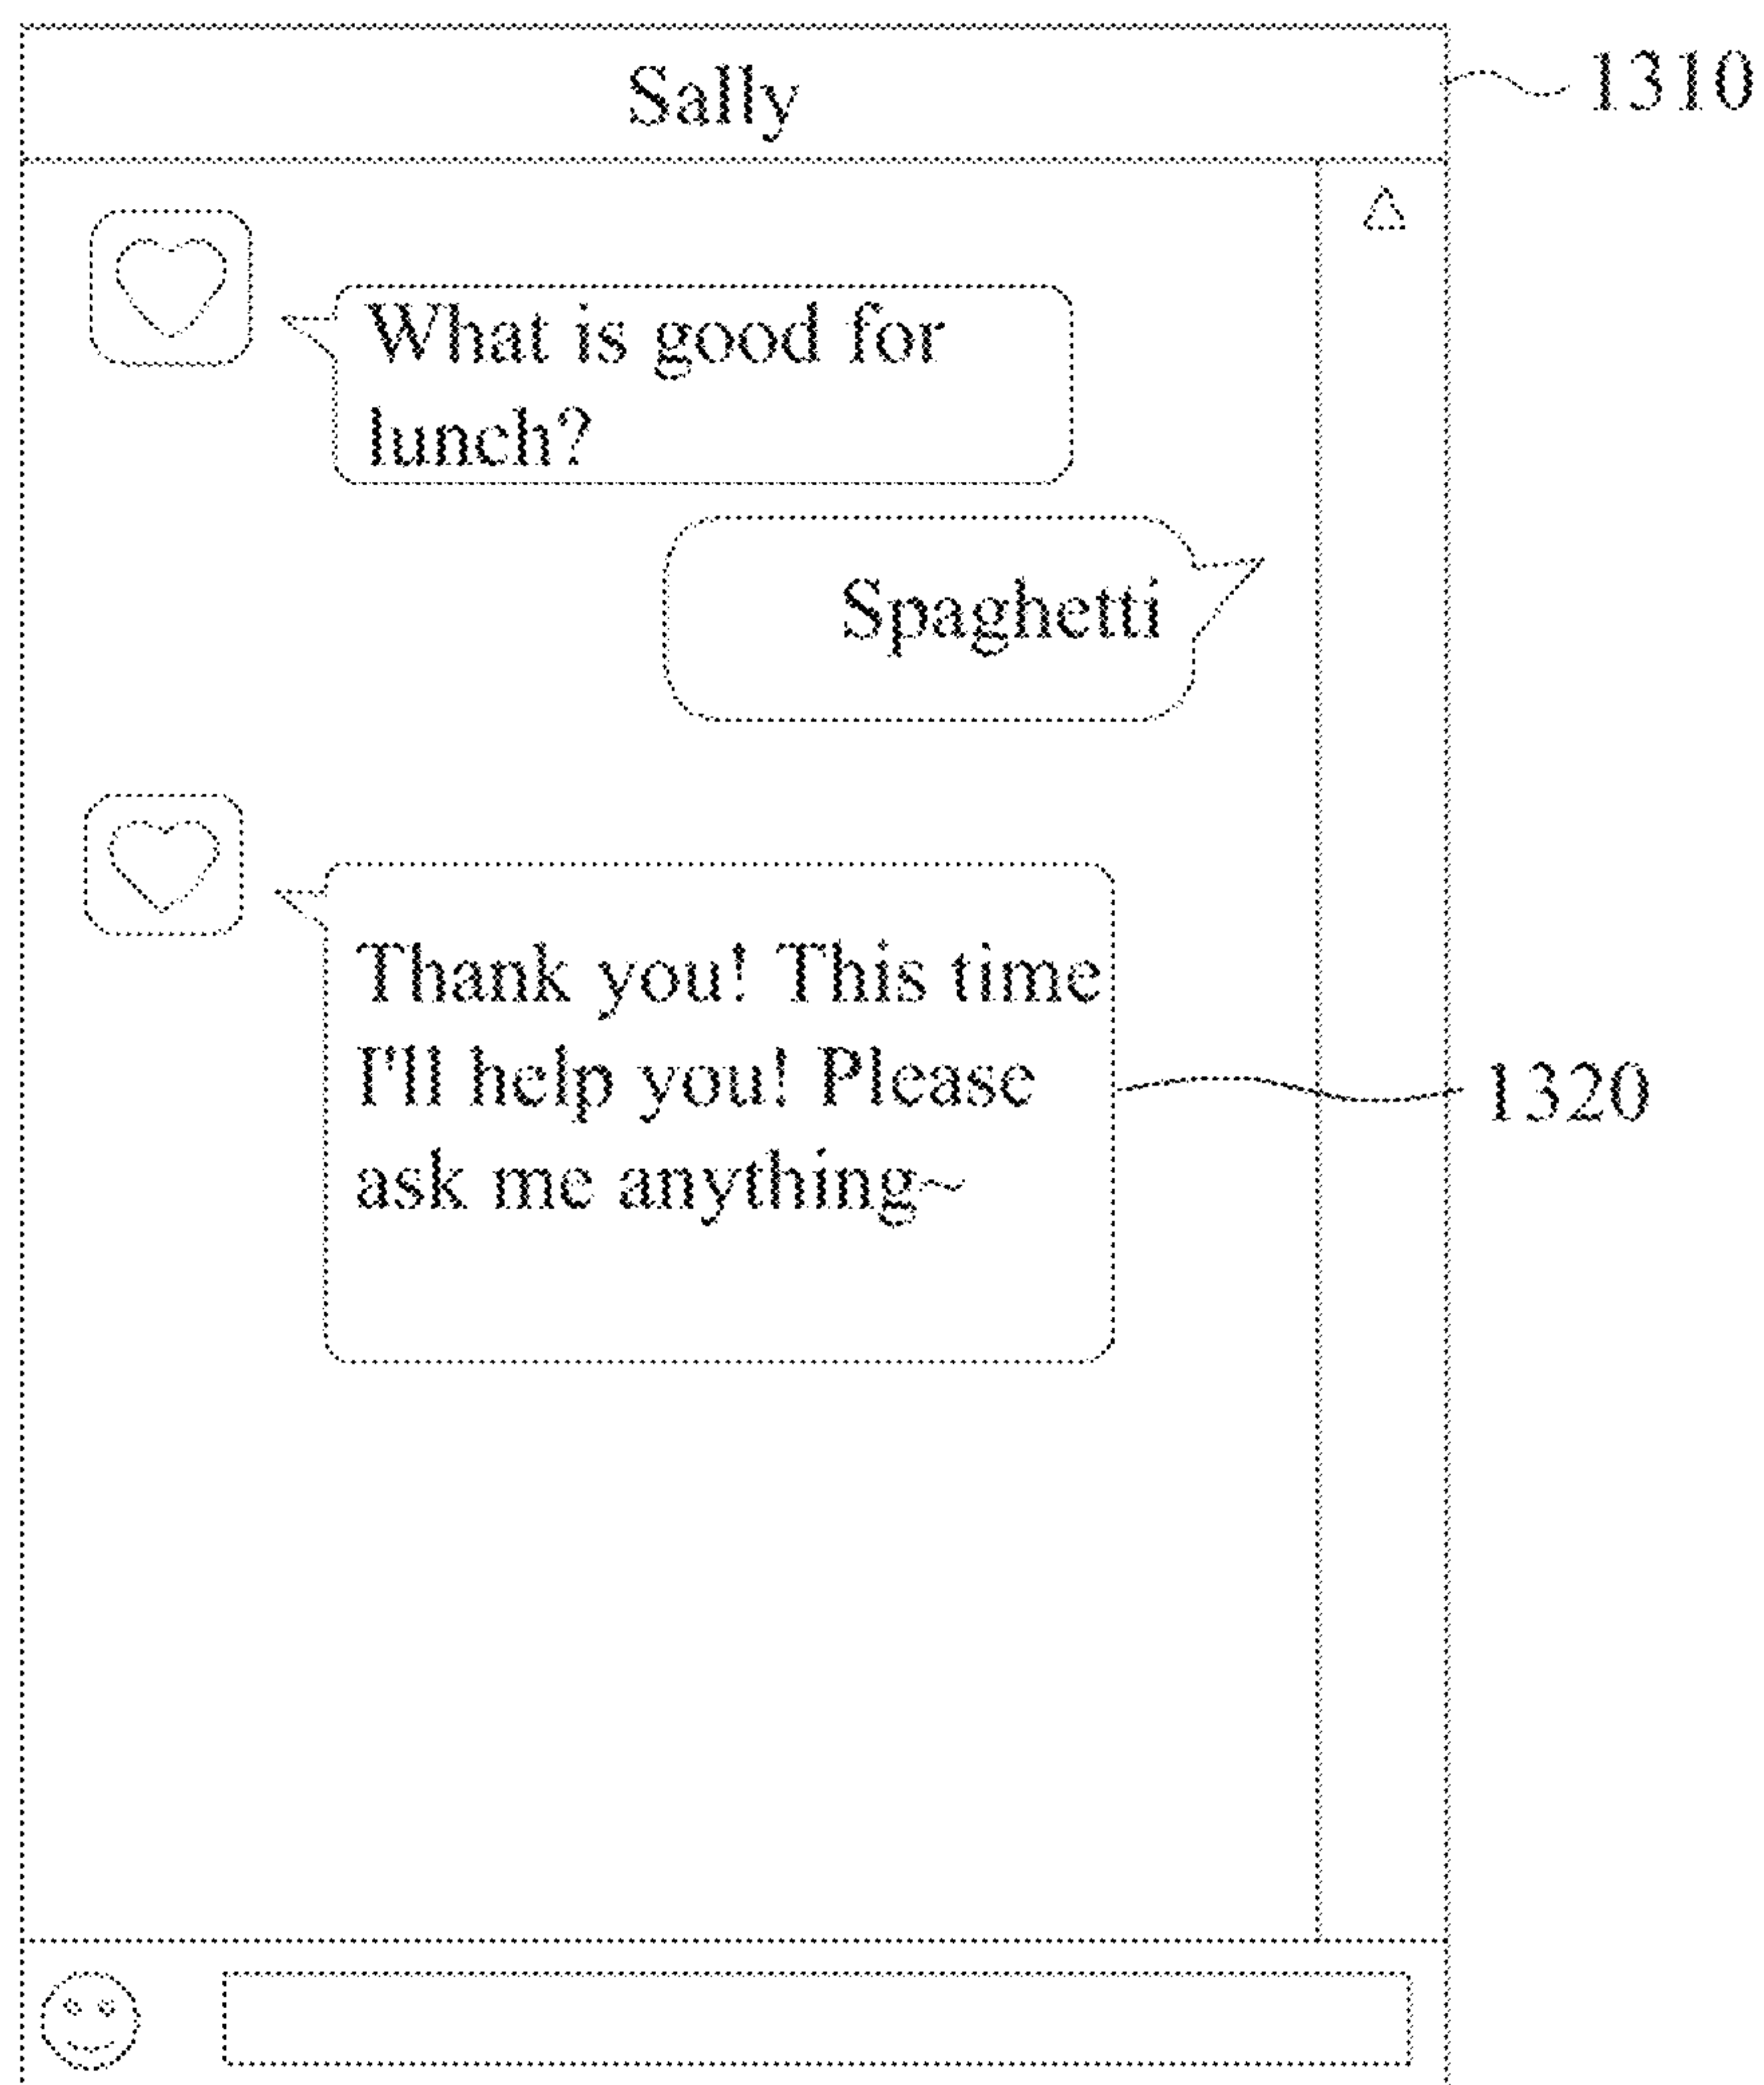 Sally
1310
What is good for
lunch?
Spaghetti
Thank you! This time
I'll help you! Please
ask me anything~
1320